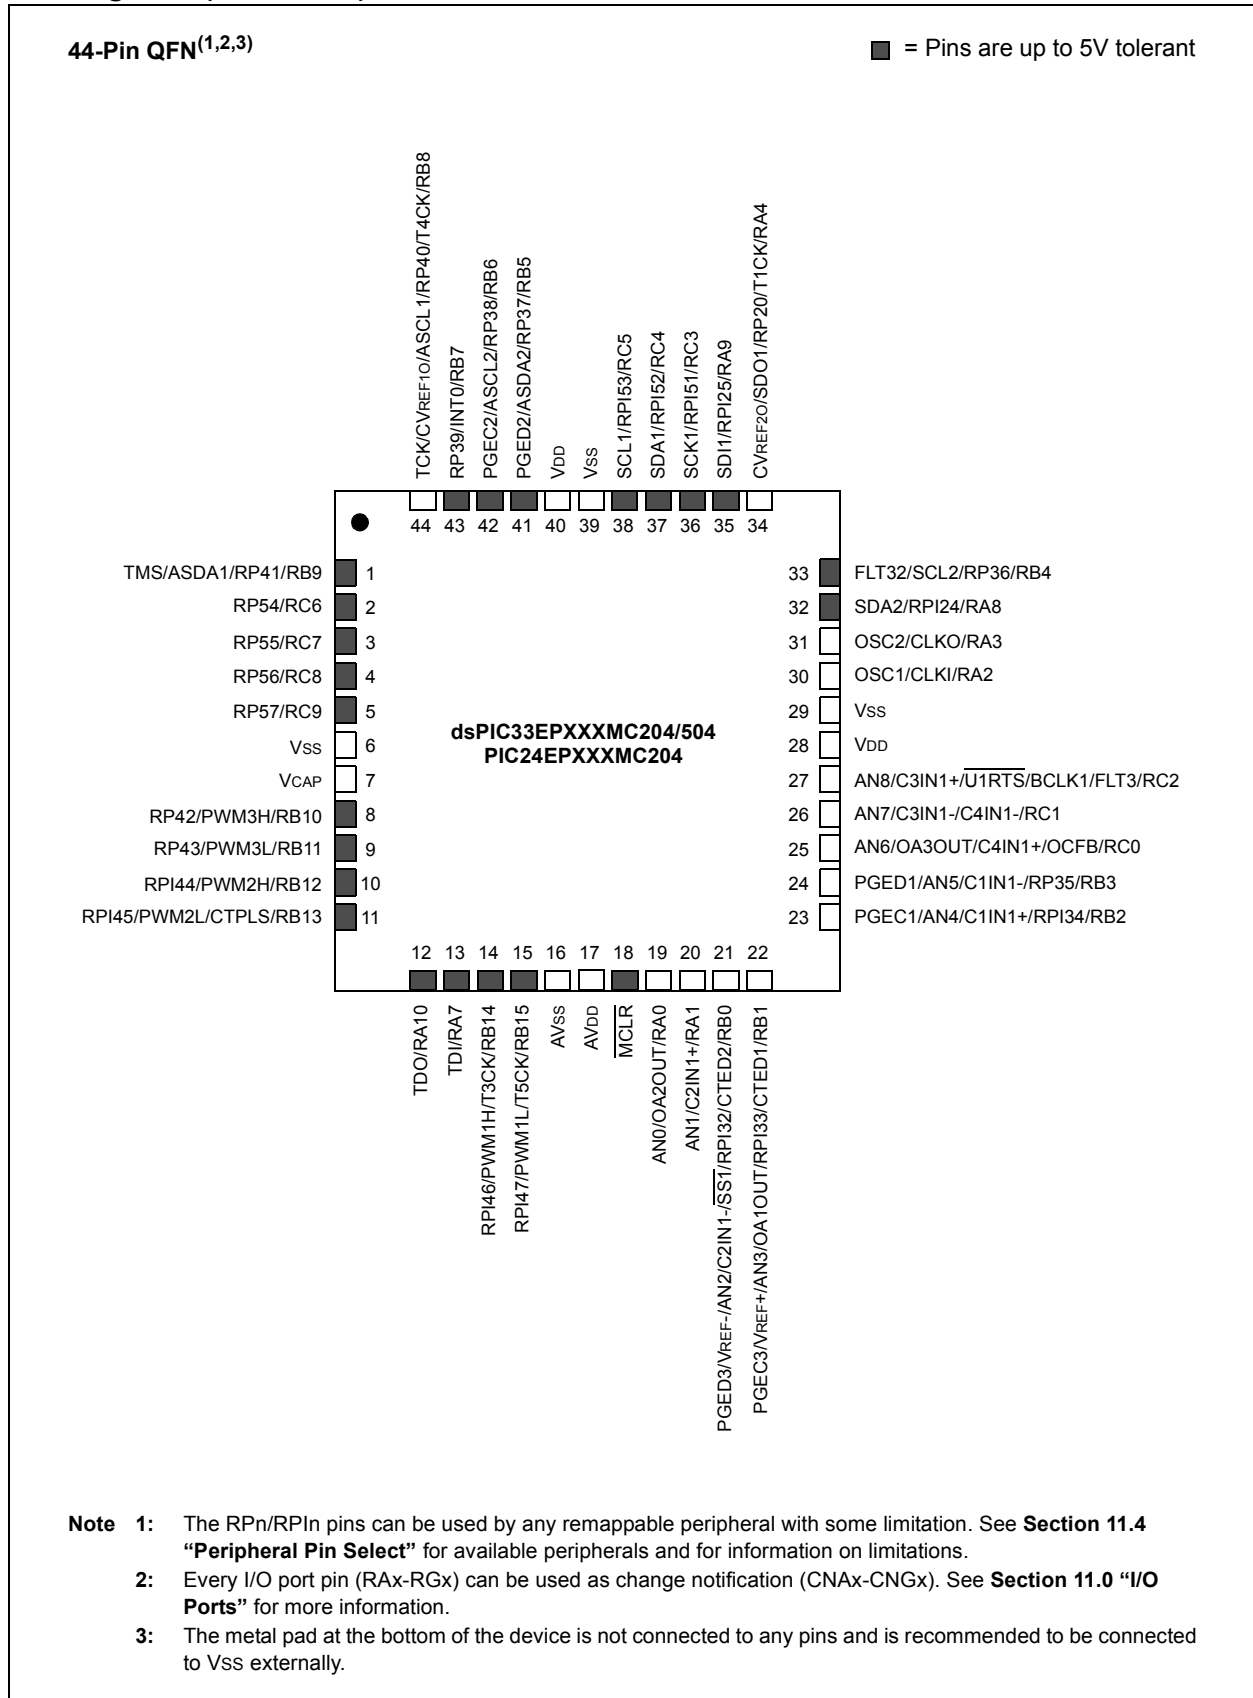 44-Pin QFN(1,2,3)
= Pins are up to 5V tolerant
TCK/CVREF1O/ASCL1/RP40/T4CK/RB8
RP39/INT0/RB7
PGEC2/ASCL2/RP38/RB6
PGED2/ASDA2/RP37/RB5
VDD
VSS
SCL1/RPI53/RC5
SDA1/RPI52/RC4
SCK1/RPI51/RC3
SDI1/RPI25/RA9
CVREF2O/SDO1/RP20/T1CK/RA4
44 43 42 41 40 39 38 37 36 35 34
TMS/ASDA1/RP41/RB9 1
RP54/RC6 2
RP55/RC7 3
RP56/RC8 4
RP57/RC9 5
VSS 6
VCAP 7
RP42/PWM3H/RB10 8
RP43/PWM3L/RB11 9
RPI44/PWM2H/RB12 10
RPI45/PWM2L/CTPLS/RB13 11
dsPIC33EPXXXMC204/504
PIC24EPXXXMC204
33 FLT32/SCL2/RP36/RB4
32 SDA2/RPI24/RA8
31 OSC2/CLKO/RA3
30 OSC1/CLKI/RA2
29 VSS
28 VDD
27 AN8/C3IN1+/U1RTS/BCLK1/FLT3/RC2
26 AN7/C3IN1-/C4IN1-/RC1
25 AN6/OA3OUT/C4IN1+/OCFB/RC0
24 PGED1/AN5/C1IN1-/RP35/RB3
23 PGEC1/AN4/C1IN1+/RPI34/RB2
12 13 14 15 16 17 18 19 20 21 22
TDO/RA10
TDI/RA7
RPI46/PWM1H/T3CK/RB14
RPI47/PWM1L/T5CK/RB15
AVSS
AVDD
MCLR
AN0/OA2OUT/RA0
AN1/C2IN1+/RA1
PGED3/VREF-/AN2/C2IN1-/SS1/RPI32/CTED2/RB0
PGEC3/VREF+/AN3/OA1OUT/RPI33/CTED1/RB1
Note 1: The RPn/RPIn pins can be used by any remappable peripheral with some limitation. See Section 11.4
“Peripheral Pin Select” for available peripherals and for information on limitations.
2: Every I/O port pin (RAx-RGx) can be used as change notification (CNAx-CNGx). See Section 11.0 “I/O
Ports” for more information.
3: The metal pad at the bottom of the device is not connected to any pins and is recommended to be connected
to VSS externally.